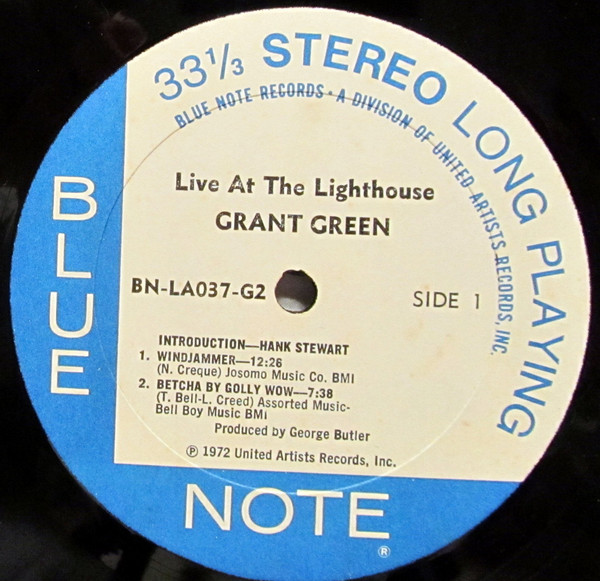 33⅓ STEREO LONG PLAYING
BLUE NOTE RECORDS • A DIVISION OF UNITED ARTISTS RECORDS, INC.
Live At The Lighthouse
GRANT GREEN
BN-LA037-G2
SIDE 1
INTRODUCTION—HANK STEWART
1. WINDJAMMER—12:26
(N. Creque) Josomo Music Co. BMI
2. BETCHA BY GOLLY WOW—7:38
(T. Bell-L. Creed) Assorted Music-
Bell Boy Music BMI
Produced by George Butler
℗ 1972 United Artists Records, Inc.
BLUE
NOTE
®